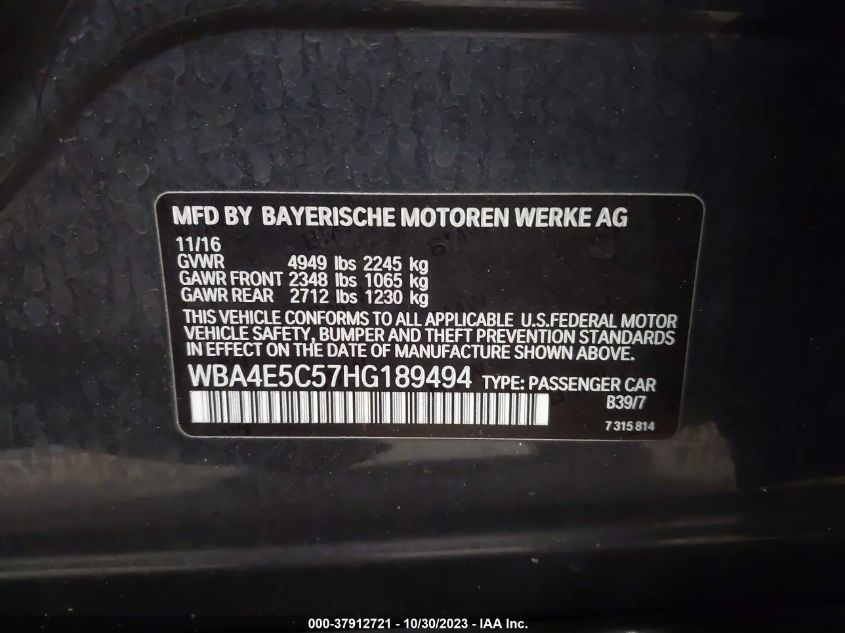 MFD BY BAYERISCHE MOTOREN WERKE AG
11/16
GVWR 4949 lbs 2245 kg
GAWR FRONT 2348 lbs 1065 kg
GAWR REAR 2712 lbs 1230 kg
THIS VEHICLE CONFORMS TO ALL APPLICABLE U.S.FEDERAL MOTOR
VEHICLE SAFETY, BUMPER AND THEFT PREVENTION STANDARDS
IN EFFECT ON THE DATE OF MANUFACTURE SHOWN ABOVE.
WBA4E5C57HG189494 TYPE: PASSENGER CAR
B39/7
7 315 814
000-37912721 - 10/30/2023 - IAA Inc.